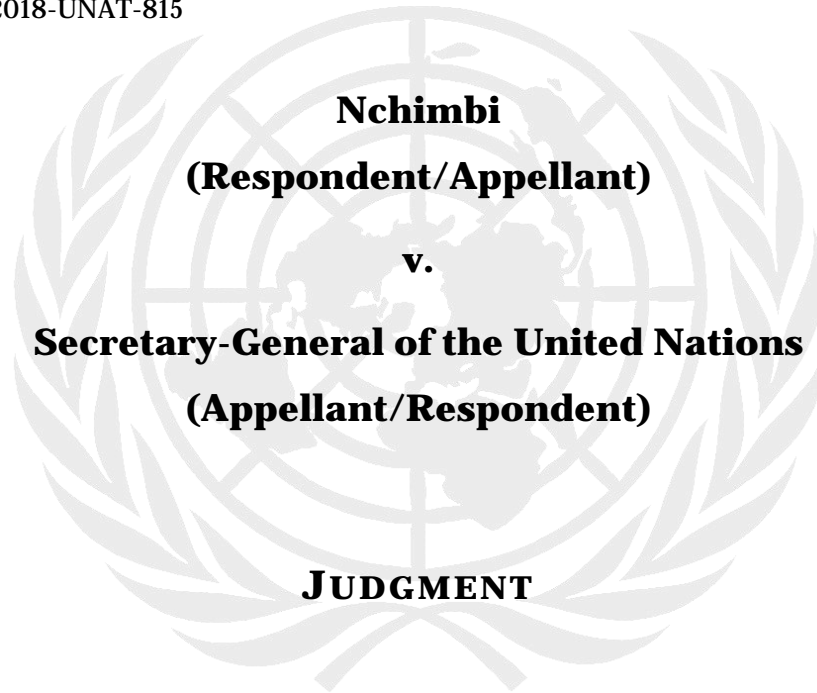 2018-UNAT-815
Nchimbi
(Respondent/Appellant)
v.
Secretary-General of the United Nations
(Appellant/Respondent)
JUDGMENT